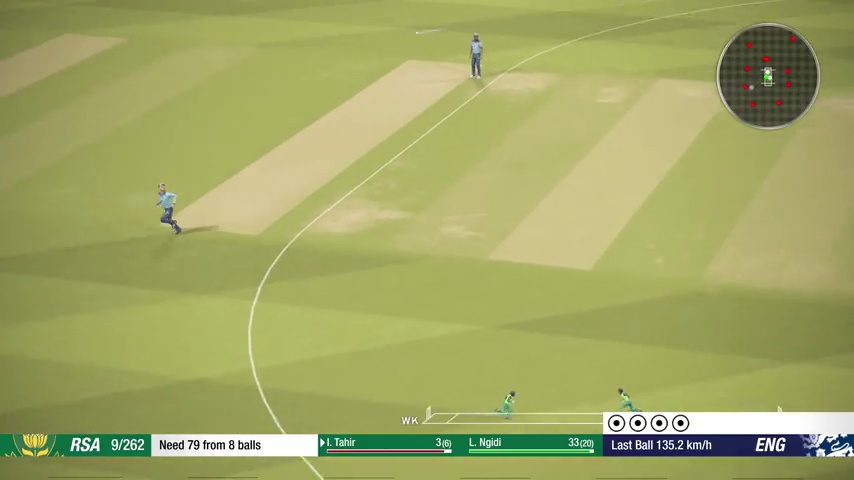 WK
RSA 9/262 Need 79 from 8 balls I. Tahir 3(6) L. Ngidi 33(20) Last Ball 135.2 km/h ENG